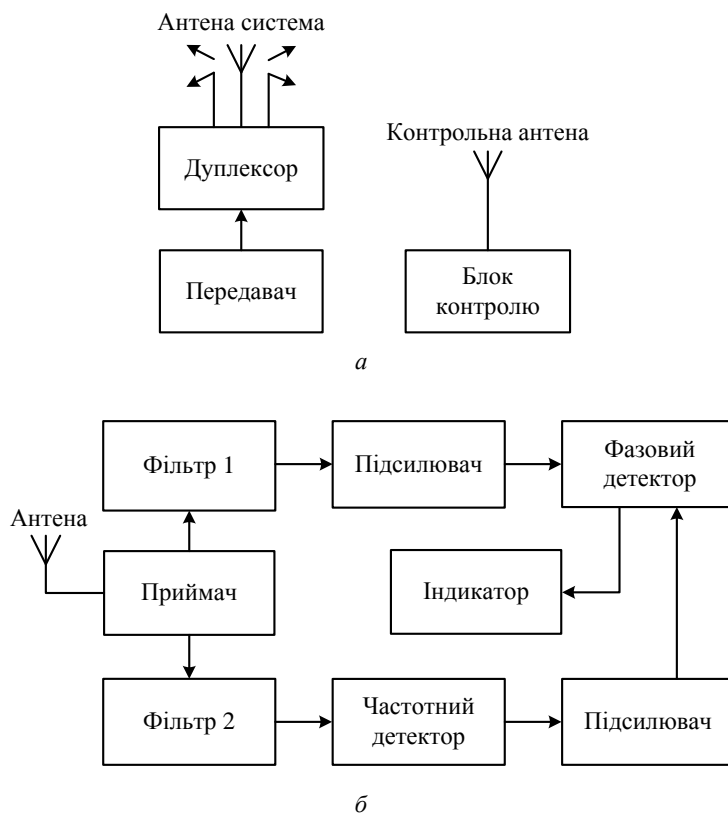 Антена система
Дуплексор
Передавач
Контрольна антена
Блок
контролю
а
Фільтр 1
Підсилювач
Фазовий
детектор
Антена
Приймач
Індикатор
Фільтр 2
Частотний
детектор
Підсилювач
б